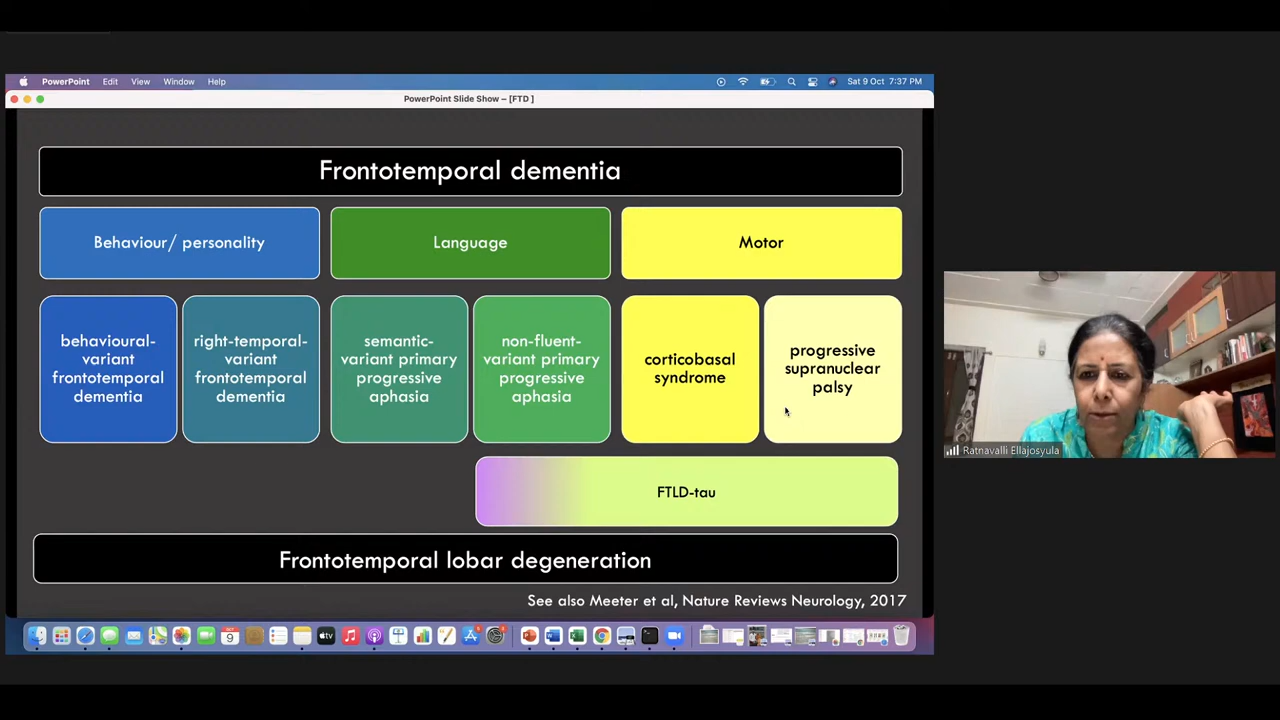 PowerPoint Edit View Window Help Sat 9 Oct 7:37 PM
PowerPoint Slide Show – [FTD ]
Frontotemporal dementia
Behaviour/ personality
Language
Motor
behavioural-
variant
frontotemporal
dementia
right-temporal-
variant
frontotemporal
dementia
semantic-
variant primary
progressive
aphasia
non-fluent-
variant primary
progressive
aphasia
corticobasal
syndrome
progressive
supranuclear
palsy
FTLD-tau
Frontotemporal lobar degeneration
See also Meeter et al, Nature Reviews Neurology, 2017
Ratnavalli Ellajosyula
9
tv